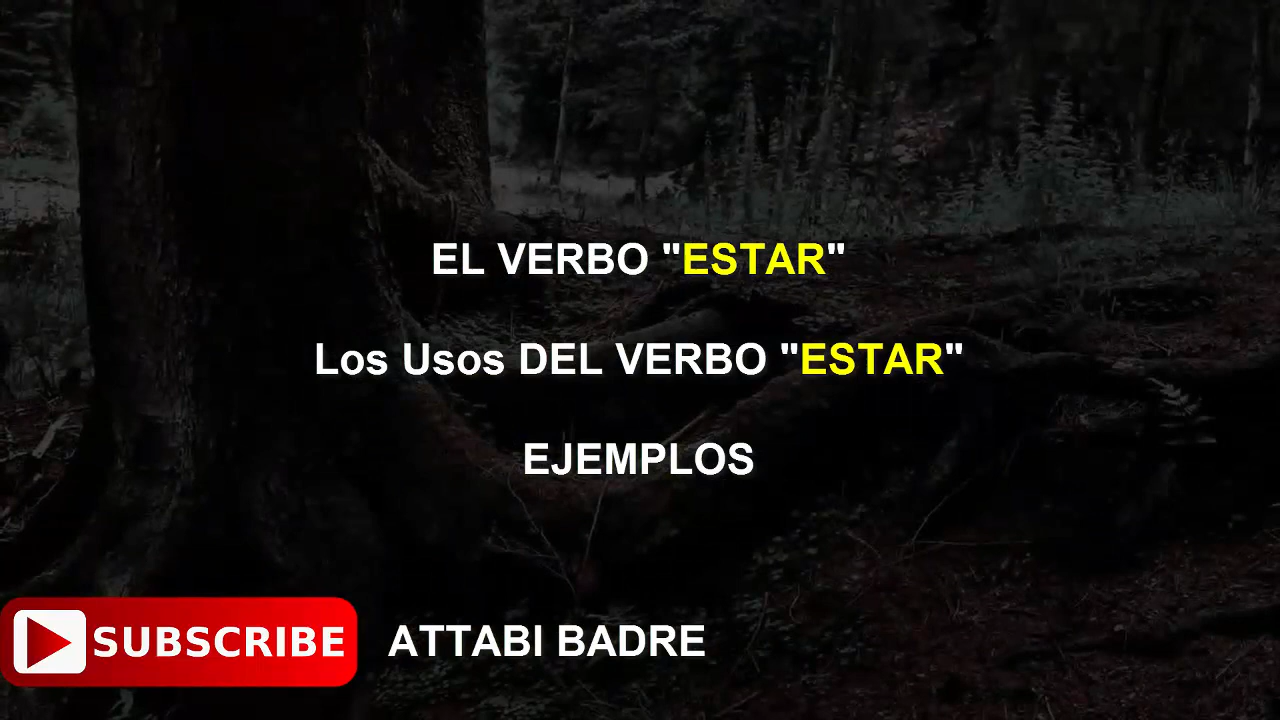 EL VERBO "ESTAR"
Los Usos DEL VERBO "ESTAR"
EJEMPLOS
SUBSCRIBE
ATTABI BADRE